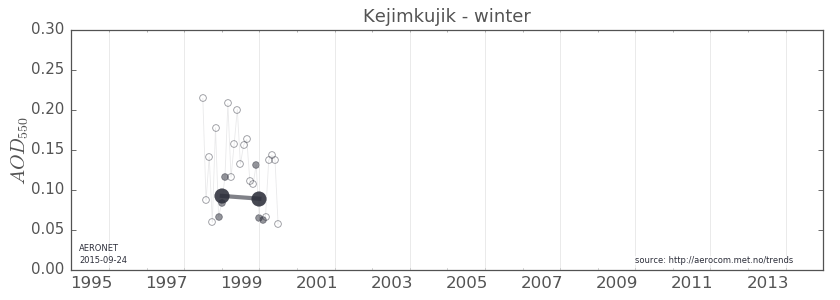 Kejimkujik - winter
0.30
0.25
0.20
0.15
0.10
0.05
0.00
AOD550
AERONET
2015-09-24
source: http://aerocom.met.no/trends
1995 1997 1999 2001 2003 2005 2007 2009 2011 2013